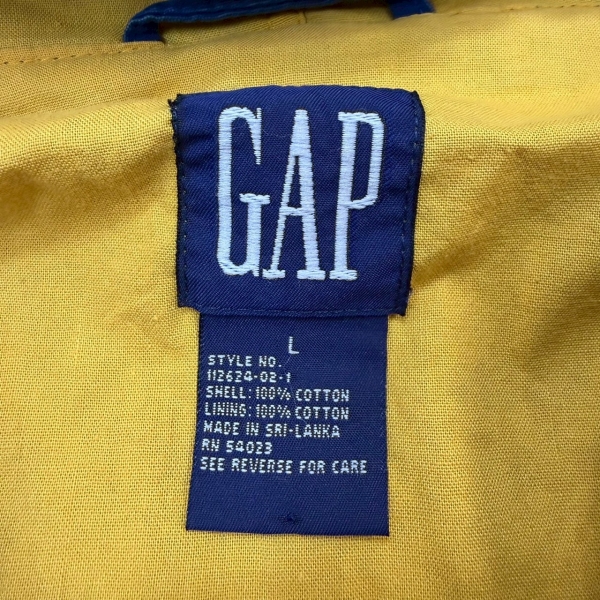 GAP
L
STYLE NO.
112624-02-1
SHELL: 100% COTTON
LINING: 100% COTTON
MADE IN SRI-LANKA
RN 54023
SEE REVERSE FOR CARE